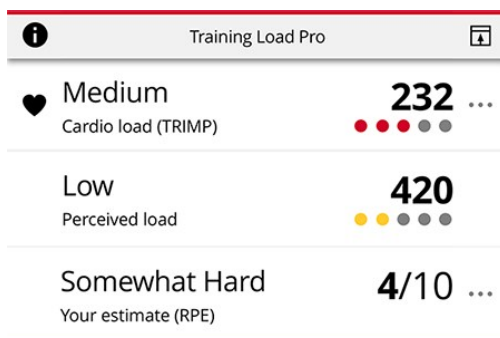 Training Load Pro
Medium
232
Cardio load (TRIMP)
Low
420
Perceived load
Somewhat Hard
4/10
Your estimate (RPE)